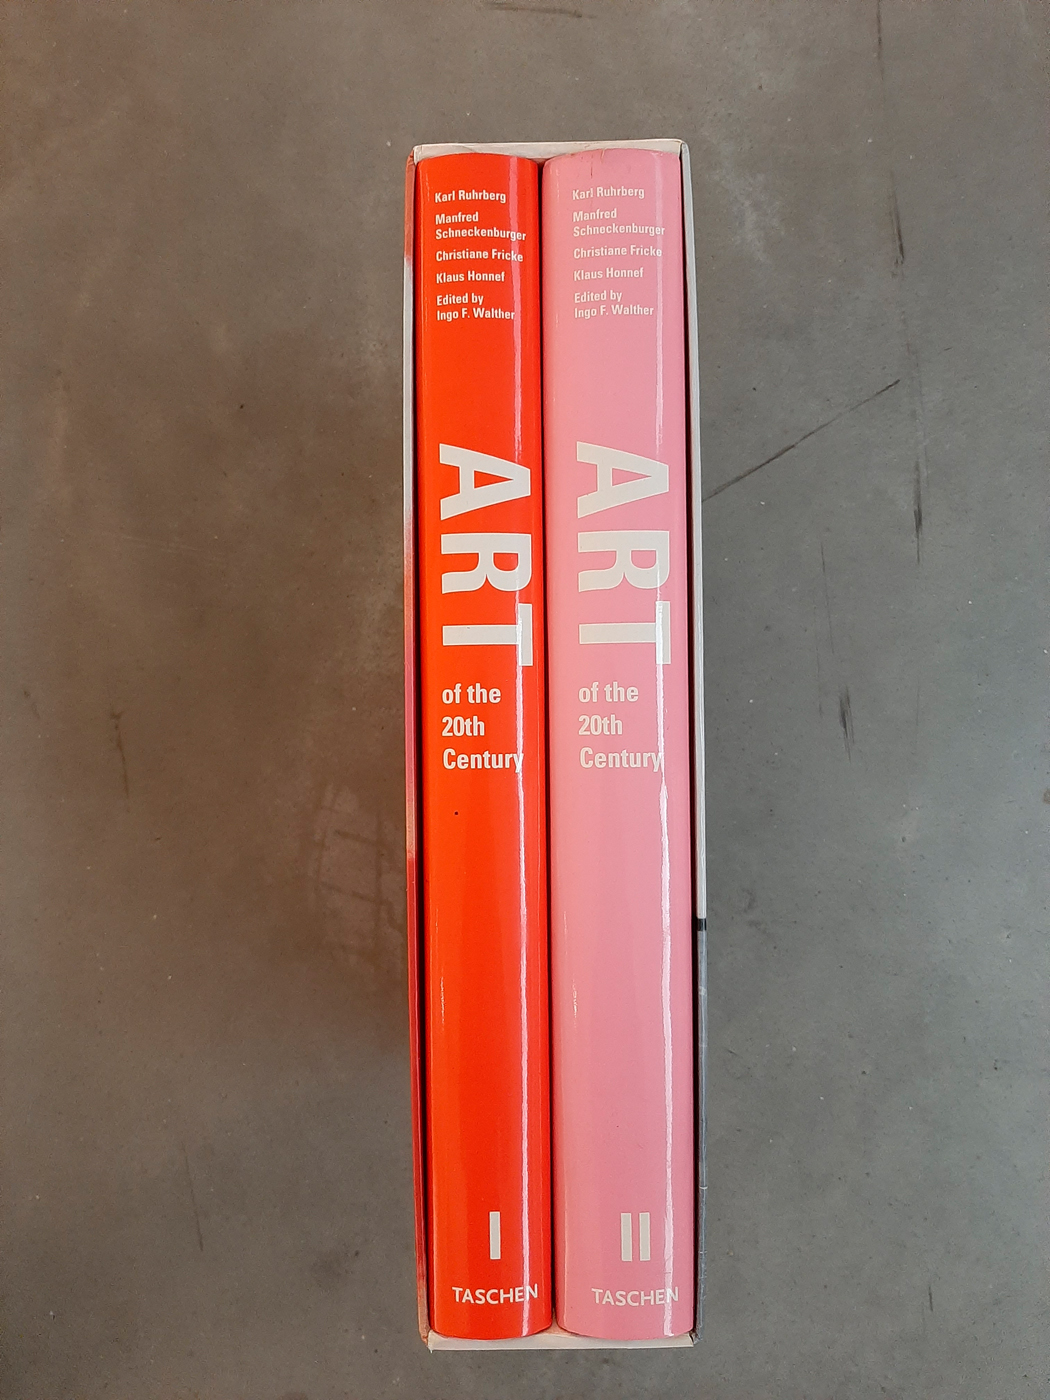 Karl Ruhrberg
Manfred
Schneckenburger
Christiane Fricke
Klaus Honnef
Edited by
Ingo F. Walther
ART
of the
20th
Century
I
TASCHEN
Karl Ruhrberg
Manfred
Schneckenburger
Christiane Fricke
Klaus Honnef
Edited by
Ingo F. Walther
ART
of the
20th
Century
II
TASCHEN